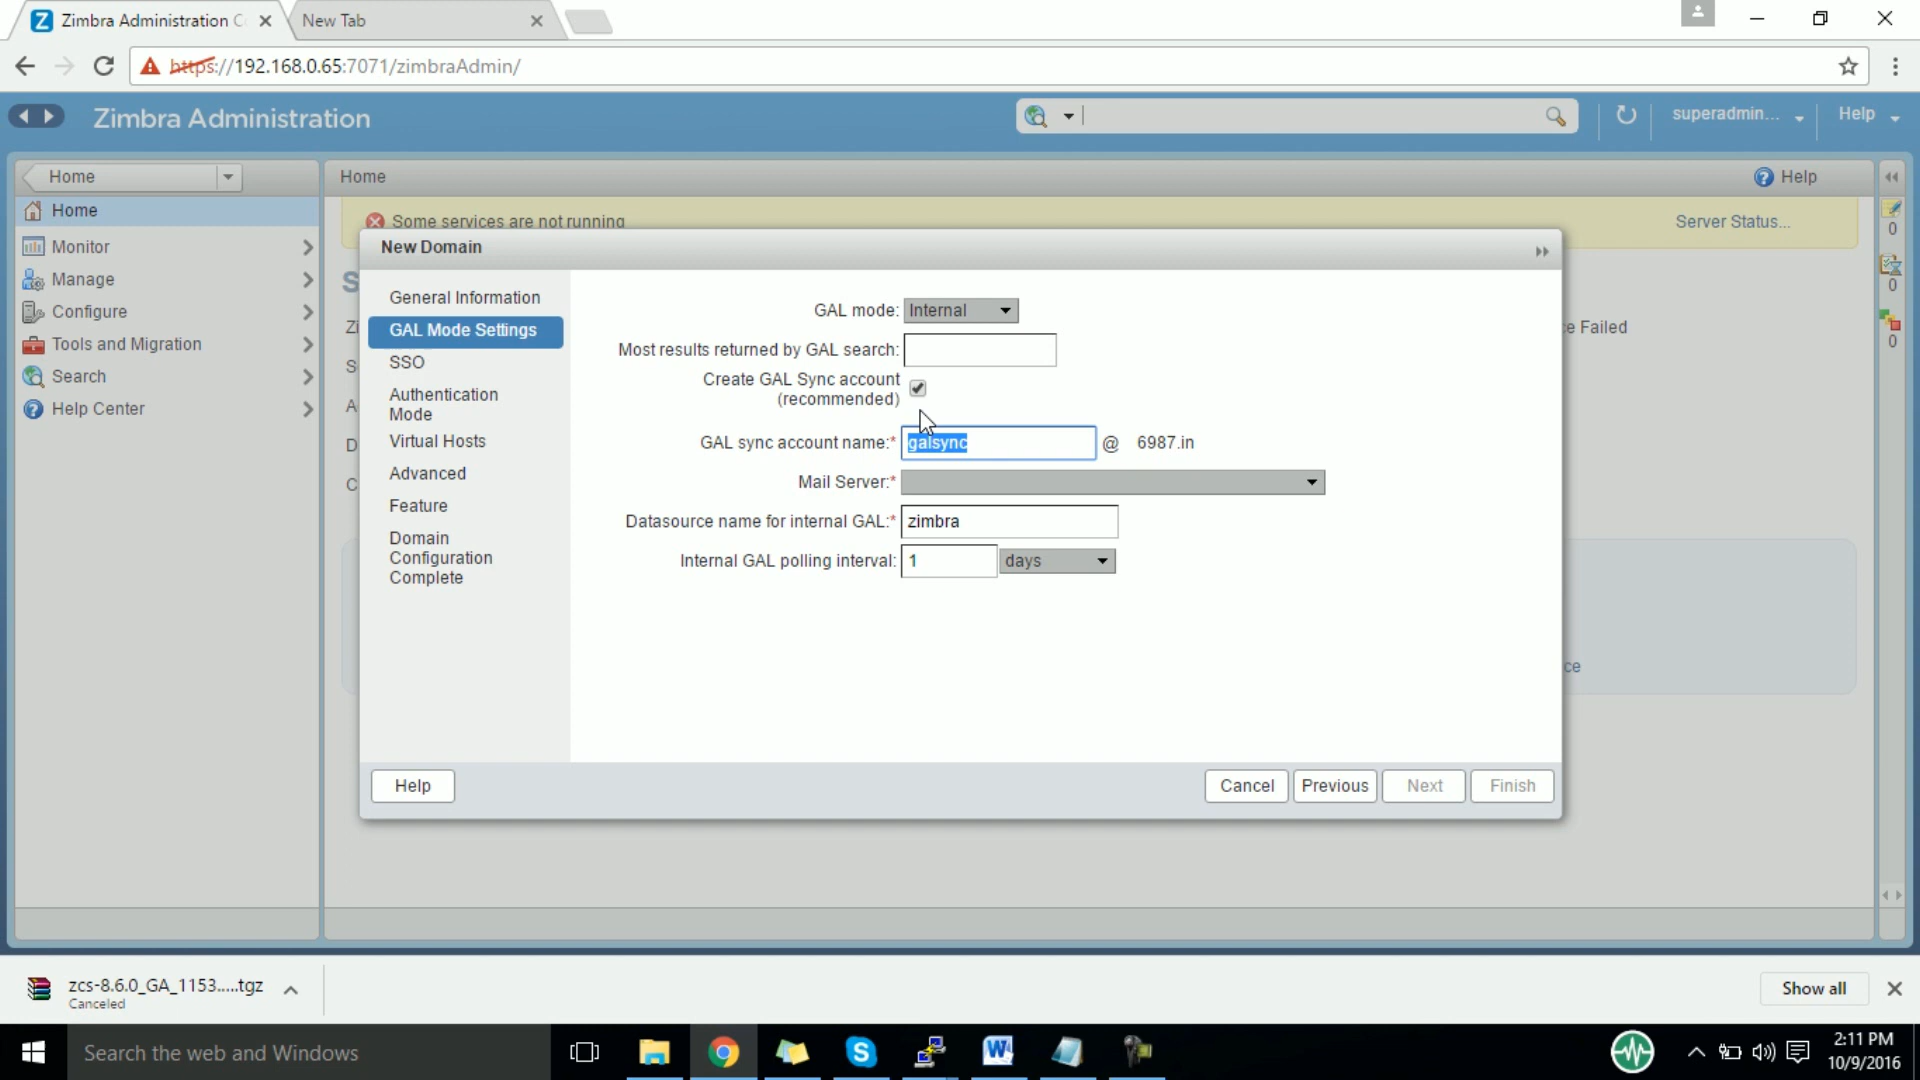 Zimbra Administration C
New Tab
https://192.168.0.65:7071/zimbraAdmin/
Zimbra Administration
superadmin...
Help
Home
Home
Help
Home
Some services are not running
Server Status...
0
Monitor
Manage
Configure
Tools and Migration
Search
Help Center
0
0
New Domain
General Information
GAL Mode Settings
SSO
Authentication
Mode
Virtual Hosts
Advanced
Feature
Domain
Configuration
Complete
GAL mode: Internal
Most results returned by GAL search:
Create GAL Sync account
(recommended)
GAL sync account name:* galsync @ 6987.in
Mail Server:*
Datasource name for internal GAL:* zimbra
Internal GAL polling interval: 1 days
S
Zi
S
A
D
C
e Failed
ce
Help
Cancel
Previous
Next
Finish
zcs-8.6.0_GA_1153.....tgz
Canceled
Show all
Search the web and Windows
2:11 PM
10/9/2016